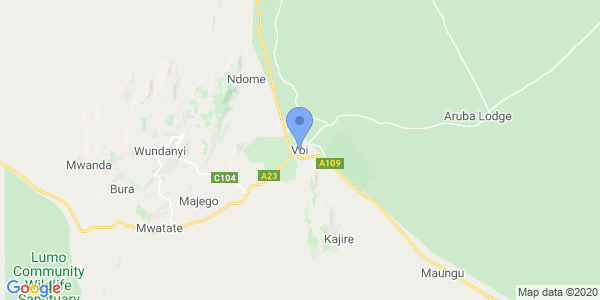 Ndome
Aruba Lodge
Wundanyi
Voi
A109
Mwanda
C104
A23
Bura
Majego
Mwatate
Kajire
Lumo
Community
Wildlife
Sanctuary
Maungu
Google
Map data ©2020